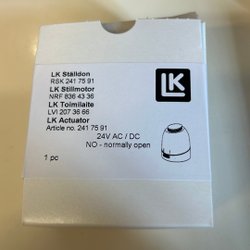 LK Ställdon
RSK 241 75 91
LK Stillmotor
NRF 836 43 36
LK Toimilaite
LVI 207 36 66
LK Actuator
Article no. 241 75 91
24V AC / DC
NO - normally open
1 pc
LK